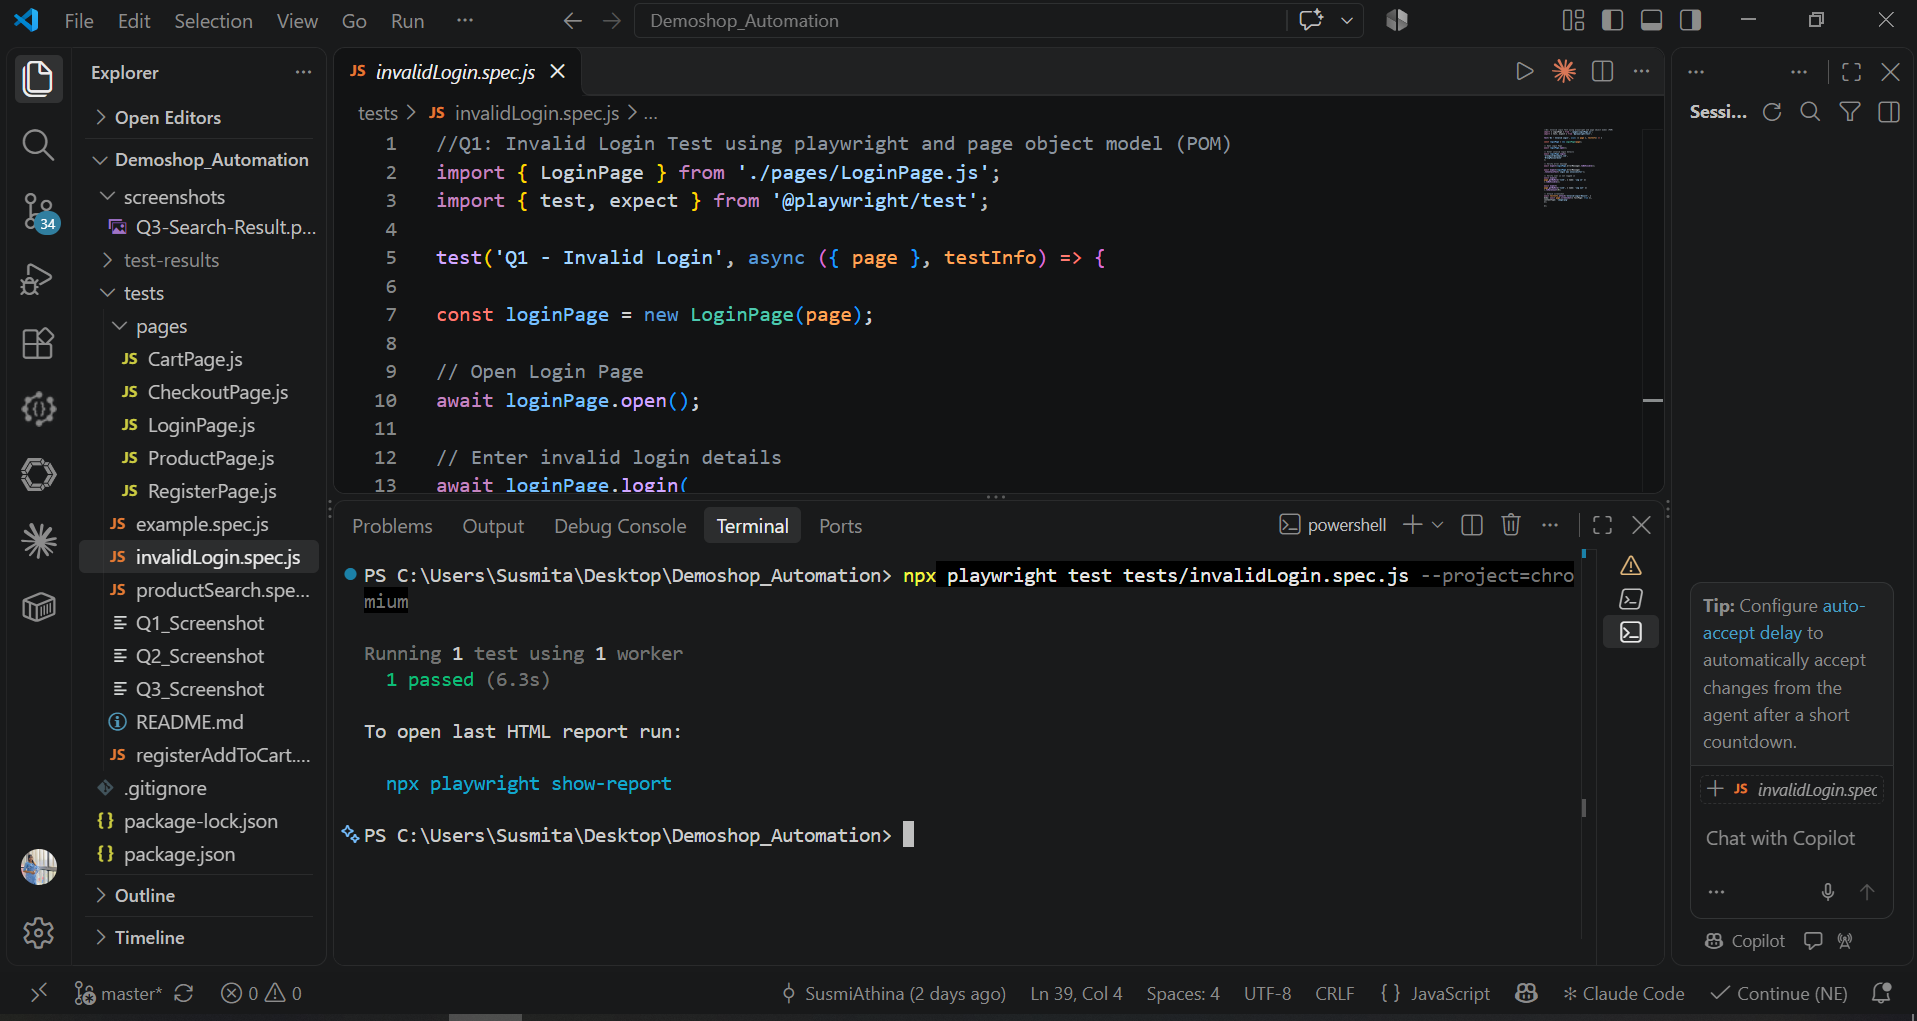 File Edit Selection View Go Run ···
Demoshop_Automation
Explorer
Open Editors
Demoshop_Automation
screenshots
Q3-Search-Result.p...
test-results
tests
pages
JS CartPage.js
JS CheckoutPage.js
JS LoginPage.js
JS ProductPage.js
JS RegisterPage.js
JS example.spec.js
JS invalidLogin.spec.js
JS productSearch.spe...
Q1_Screenshot
Q2_Screenshot
Q3_Screenshot
README.md
JS registerAddToCart....
.gitignore
{} package-lock.json
{} package.json
Outline
Timeline
34
JS invalidLogin.spec.js
tests > JS invalidLogin.spec.js > ...
1 //Q1: Invalid Login Test using playwright and page object model (POM)
2 import { LoginPage } from './pages/LoginPage.js';
3 import { test, expect } from '@playwright/test';
4
5 test('Q1 - Invalid Login', async ({ page }, testInfo) => {
6
7 const loginPage = new LoginPage(page);
8
9 // Open Login Page
10 await loginPage.open();
11
12 // Enter invalid login details
13 await loginPage.login(
Problems Output Debug Console Terminal Ports
powershell
PS C:\Users\Susmita\Desktop\Demoshop_Automation> npx playwright test tests/invalidLogin.spec.js --project=chro
mium
Running 1 test using 1 worker
1 passed (6.3s)
To open last HTML report run:
npx playwright show-report
PS C:\Users\Susmita\Desktop\Demoshop_Automation>
Sessi...
Tip: Configure auto-
accept delay to
automatically accept
changes from the
agent after a short
countdown.
JS invalidLogin.spec
Chat with Copilot
Copilot
master* 0 0 SusmiAthina (2 days ago) Ln 39, Col 4 Spaces: 4 UTF-8 CRLF {} JavaScript Claude Code Continue (NE)